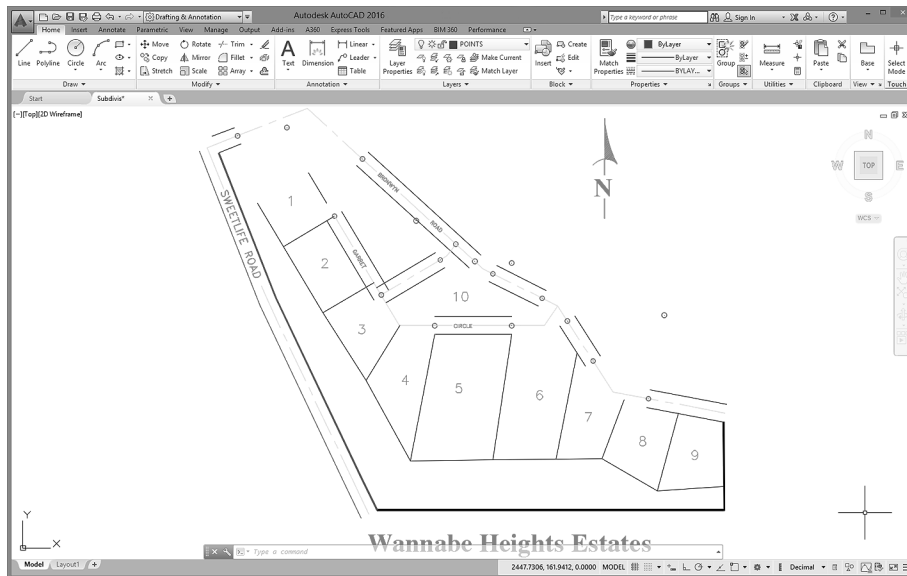 Drafting & Annotation
Autodesk AutoCAD 2016
Type a keyword or phrase
Sign In
Home Insert Annotate Parametric View Manage Output Add-ins A360 Express Tools Featured Apps BIM 360 Performance
Line Polyline Circle Arc
Move Rotate Trim
Copy Mirror Fillet
Stretch Scale Array
Text Dimension
Linear
Leader
Table
Layer Properties
POINTS
Make Current
Match Layer
Insert
Create
Edit
Match Properties
ByLayer
ByLayer
BYLAY...
Group
Measure
Paste
Base
Select Mode
Draw Modify Annotation Layers Block Properties Groups Utilities Clipboard View Touch
Start Subdivis*
[−][Top][2D Wireframe]
N
W TOP E
S
WCS
N
SWEETLIFE ROAD
BRONWYN ROAD
GARRET
CIRCLE
1
2
3
4
5
6
7
8
9
10
Y
X
Wannabe Heights Estates
Type a command
Model Layout1
2447.7306, 161.9412, 0.0000 MODEL
Decimal